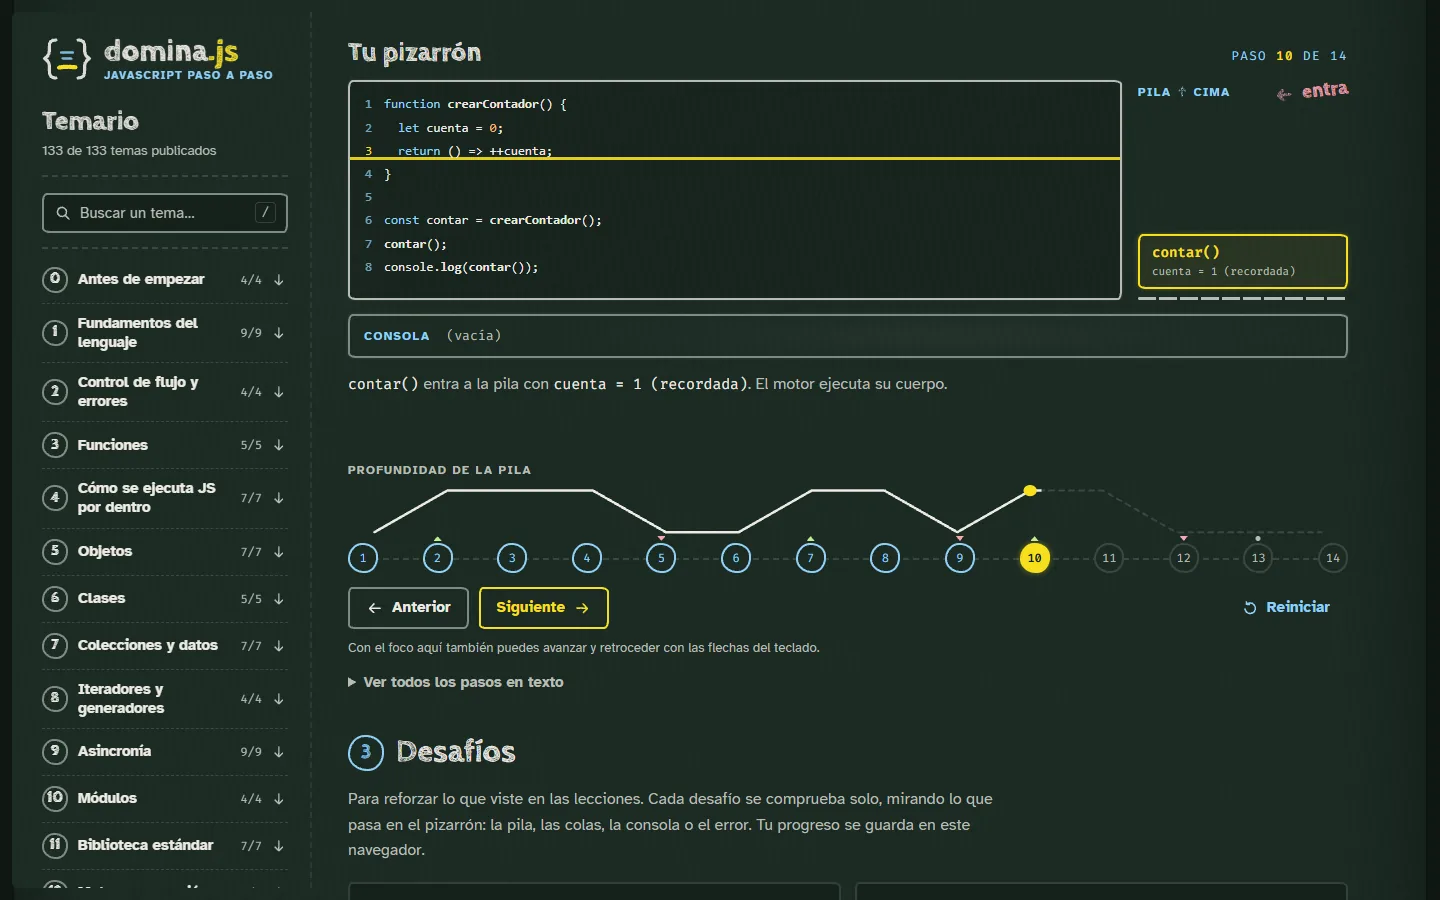 domina.js
JAVASCRIPT PASO A PASO
Temario
133 de 133 temas publicados
Buscar un tema... /
0 Antes de empezar 4/4 ↓
1 Fundamentos del lenguaje 9/9 ↓
2 Control de flujo y errores 4/4 ↓
3 Funciones 5/5 ↓
4 Cómo se ejecuta JS por dentro 7/7 ↓
5 Objetos 7/7 ↓
6 Clases 5/5 ↓
7 Colecciones y datos 7/7 ↓
8 Iteradores y generadores 4/4 ↓
9 Asincronía 9/9 ↓
10 Módulos 4/4 ↓
11 Biblioteca estándar 7/7 ↓
Tu pizarrón
PASO 10 DE 14
1 function crearContador() {
2 let cuenta = 0;
3 return () => ++cuenta;
4 }
5
6 const contar = crearContador();
7 contar();
8 console.log(contar());
PILA ↑ CIMA
← entra
contar()
cuenta = 1 (recordada)
CONSOLA (vacía)
contar() entra a la pila con cuenta = 1 (recordada). El motor ejecuta su cuerpo.
PROFUNDIDAD DE LA PILA
1 2 3 4 5 6 7 8 9 10 11 12 13 14
← Anterior
Siguiente →
Reiniciar
Con el foco aquí también puedes avanzar y retroceder con las flechas del teclado.
▶ Ver todos los pasos en texto
3 Desafíos
Para reforzar lo que viste en las lecciones. Cada desafío se comprueba solo, mirando lo que
pasa en el pizarrón: la pila, las colas, la consola o el error. Tu progreso se guarda en este
navegador.